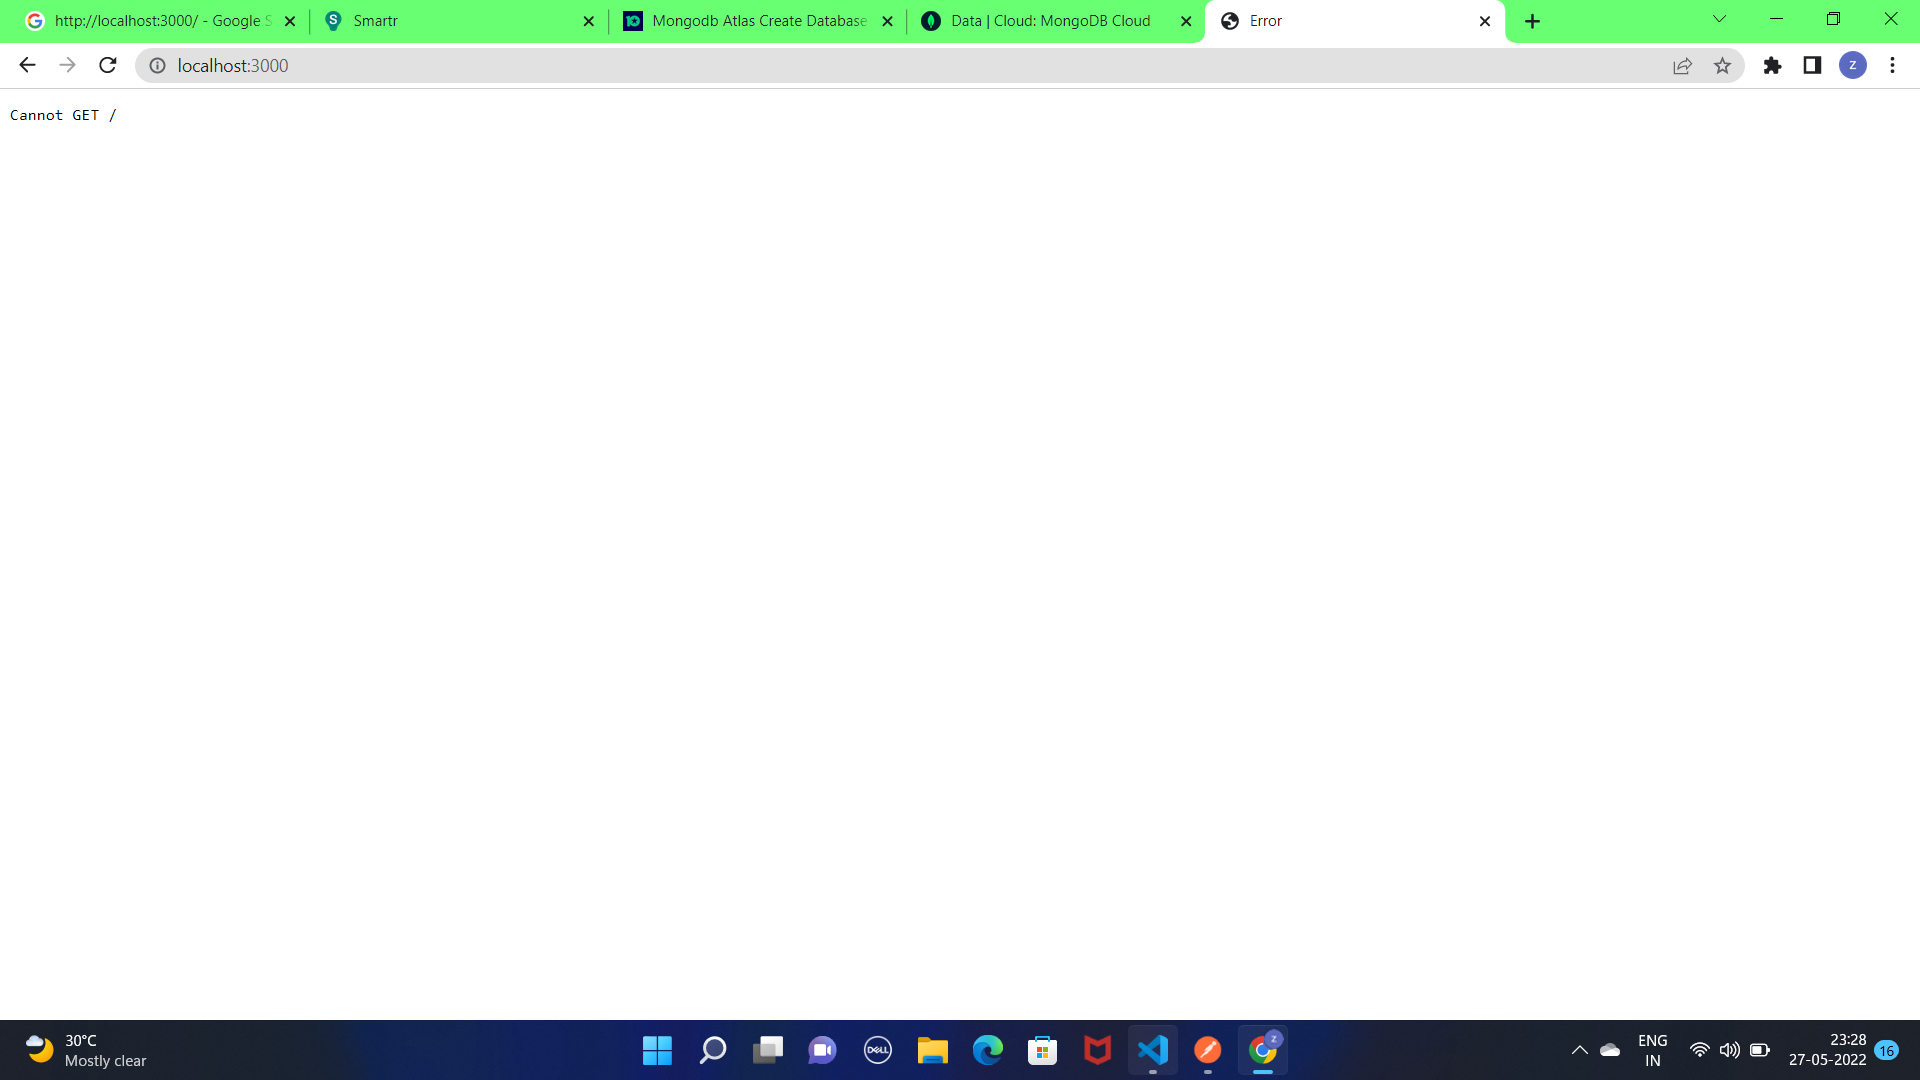 http://localhost:3000/ - Google S
Smartr
Mongodb Atlas Create Database
Data | Cloud: MongoDB Cloud
Error
localhost:3000
z
Cannot GET /
30°C
Mostly clear
DELL
z
ENG
IN
23:28
27-05-2022
16